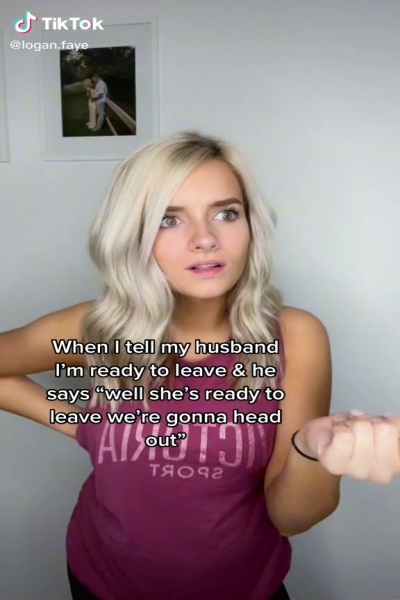 TikTok
@logan.faye
When I tell my husband
I'm ready to leave & he
says “well she's ready to
leave we're gonna head
out”
VICTORIA
SPORT